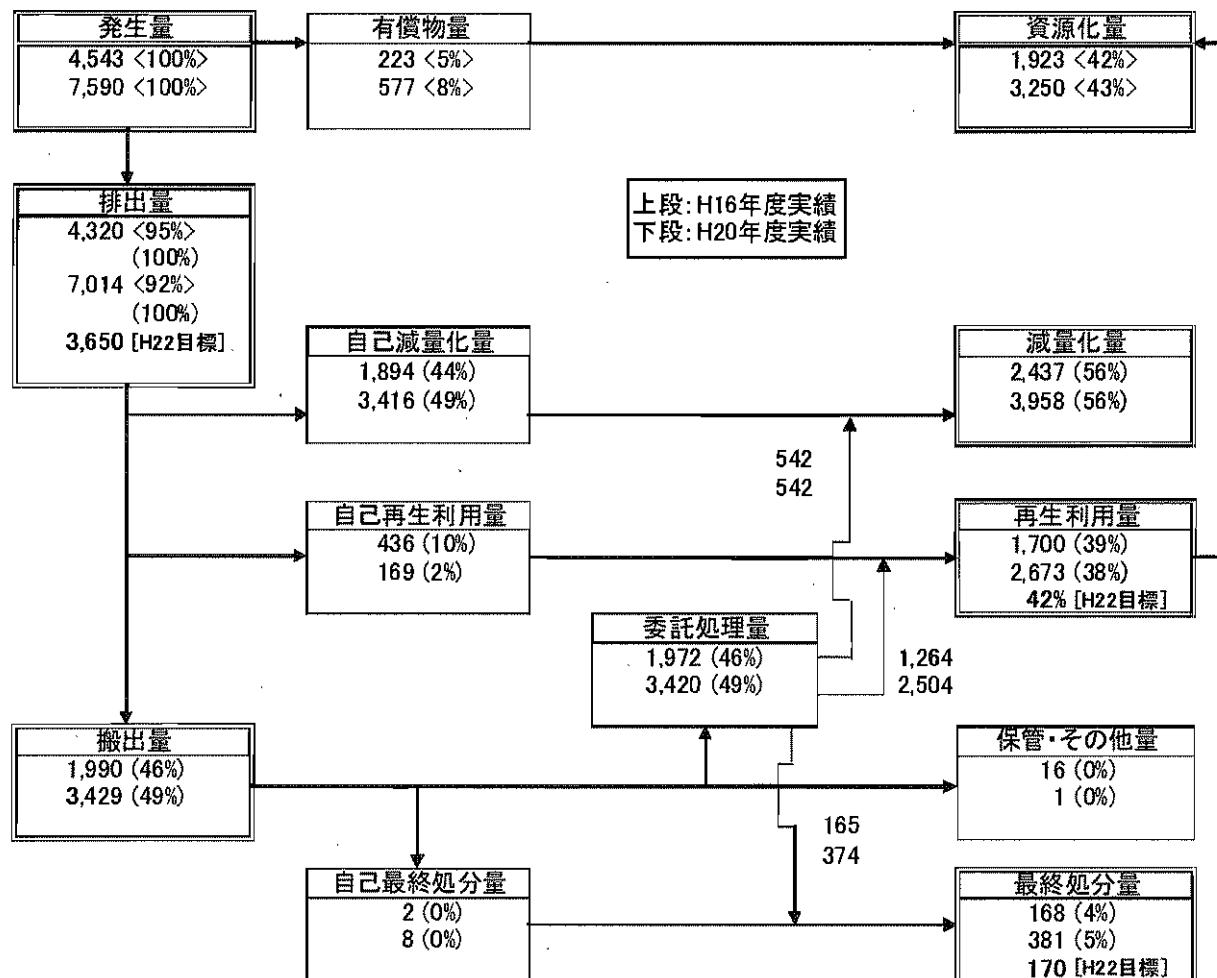 発生量
4,543 <100%>
7,590 <100%>
有償物量
223 <5%>
577 <8%>
資源化量
1,923 <42%>
3,250 <43%>
排出量
4,320 <95%>
(100%)
7,014 <92%>
(100%)
3,650 [H22目標]
上段:H16年度実績
下段:H20年度実績
自己減量化量
1,894 (44%)
3,416 (49%)
減量化量
2,437 (56%)
3,958 (56%)
542
542
自己再生利用量
436 (10%)
169 (2%)
再生利用量
1,700 (39%)
2,673 (38%)
42% [H22目標]
委託処理量
1,972 (46%)
3,420 (49%)
1,264
2,504
搬出量
1,990 (46%)
3,429 (49%)
保管・その他量
16 (0%)
1 (0%)
165
374
自己最終処分量
2 (0%)
8 (0%)
最終処分量
168 (4%)
381 (5%)
170 [H22目標]